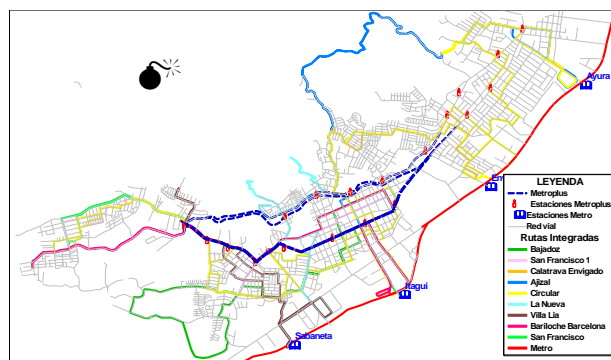 Ayura
En
Itagui
Sabaneta
LEYENDA
Metroplus
Estaciones Metroplus
Estaciones Metro
Red vial
Rutas Integradas
Bajadoz
San Francisco 1
Calatrava Envigado
Ajizal
Circular
La Nueva
Villa Lia
Bariloche Barcelona
San Francisco
Metro